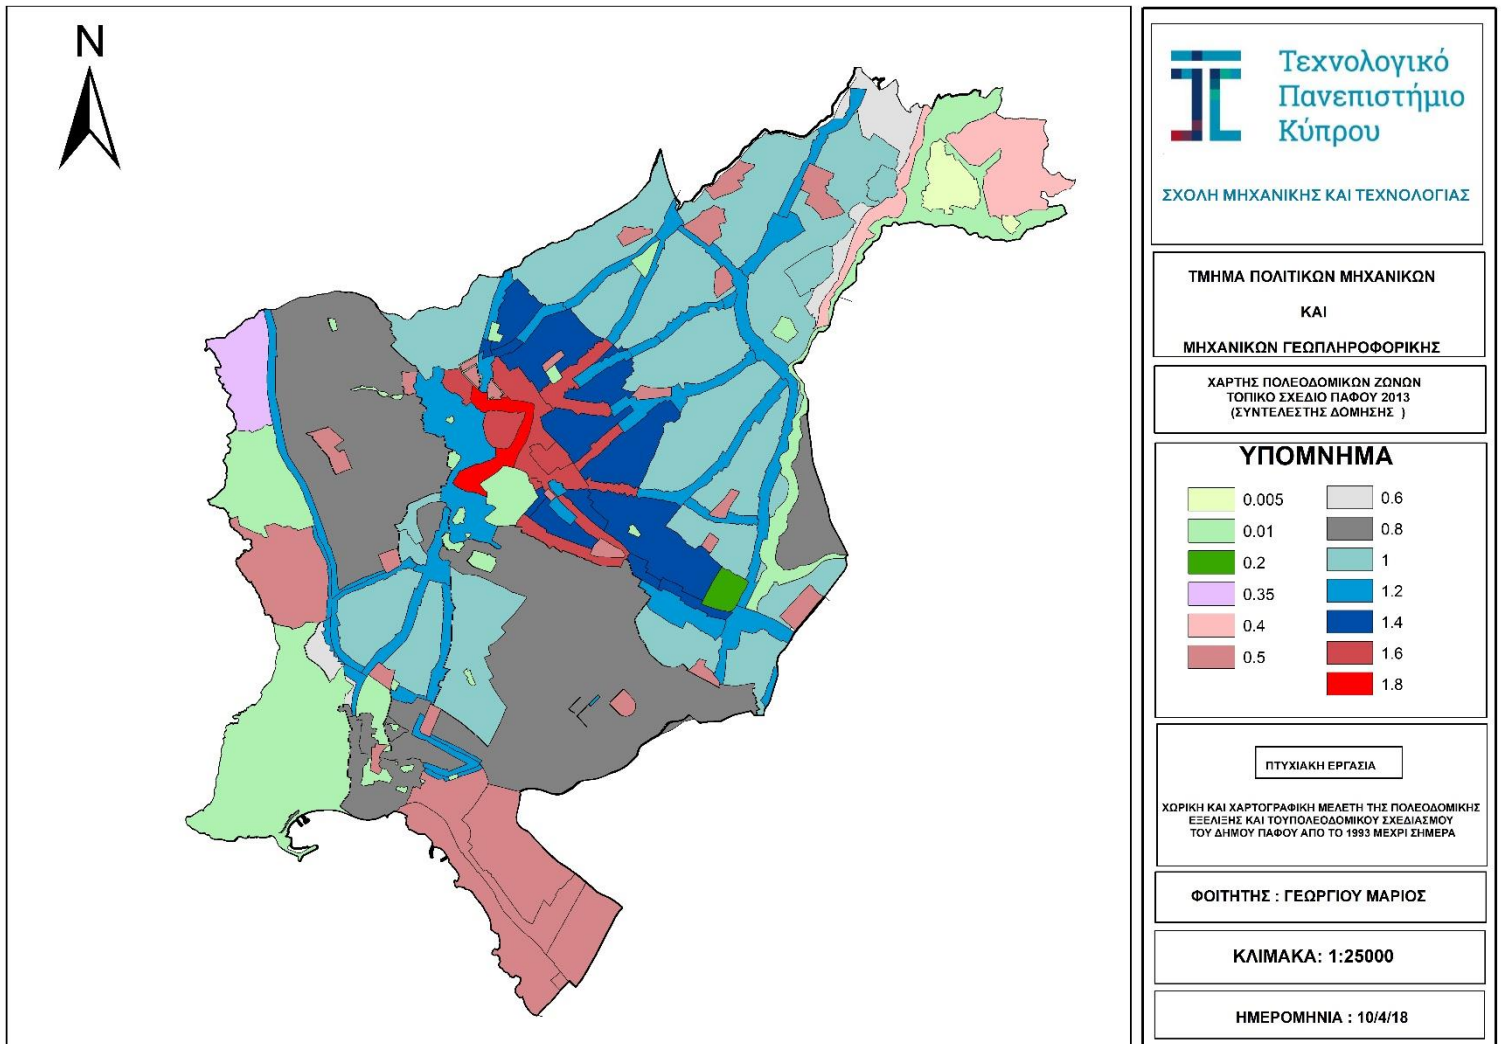 N
Τεχνολογικό
Πανεπιστήμιο
Κύπρου
ΣΧΟΛΗ ΜΗΧΑΝΙΚΗΣ ΚΑΙ ΤΕΧΝΟΛΟΓΙΑΣ
ΤΜΗΜΑ ΠΟΛΙΤΙΚΩΝ ΜΗΧΑΝΙΚΩΝ
ΚΑΙ
ΜΗΧΑΝΙΚΩΝ ΓΕΩΠΛΗΡΟΦΟΡΙΚΗΣ
ΧΑΡΤΗΣ ΠΟΛΕΟΔΟΜΙΚΩΝ ΖΩΝΩΝ
ΤΟΠΙΚΟ ΣΧΕΔΙΟ ΠΑΦΟΥ 2013
(ΣΥΝΤΕΛΕΣΤΗΣ ΔΟΜΗΣΗΣ )
ΥΠΟΜΝΗΜΑ
0.005
0.01
0.2
0.35
0.4
0.5
0.6
0.8
1
1.2
1.4
1.6
1.8
ΠΤΥΧΙΑΚΗ ΕΡΓΑΣΙΑ
ΧΩΡΙΚΗ ΚΑΙ ΧΑΡΤΟΓΡΑΦΙΚΗ ΜΕΛΕΤΗ ΤΗΣ ΠΟΛΕΟΔΟΜΙΚΗΣ
ΕΞΕΛΙΞΗΣ ΚΑΙ ΤΟΥΠΟΛΕΟΔΟΜΙΚΟΥ ΣΧΕΔΙΑΣΜΟΥ
ΤΟΥ ΔΗΜΟΥ ΠΑΦΟΥ ΑΠΟ ΤΟ 1993 ΜΕΧΡΙ ΣΗΜΕΡΑ
ΦΟΙΤΗΤΗΣ : ΓΕΩΡΓΙΟΥ ΜΑΡΙΟΣ
ΚΛΙΜΑΚΑ: 1:25000
ΗΜΕΡΟΜΗΝΙΑ : 10/4/18